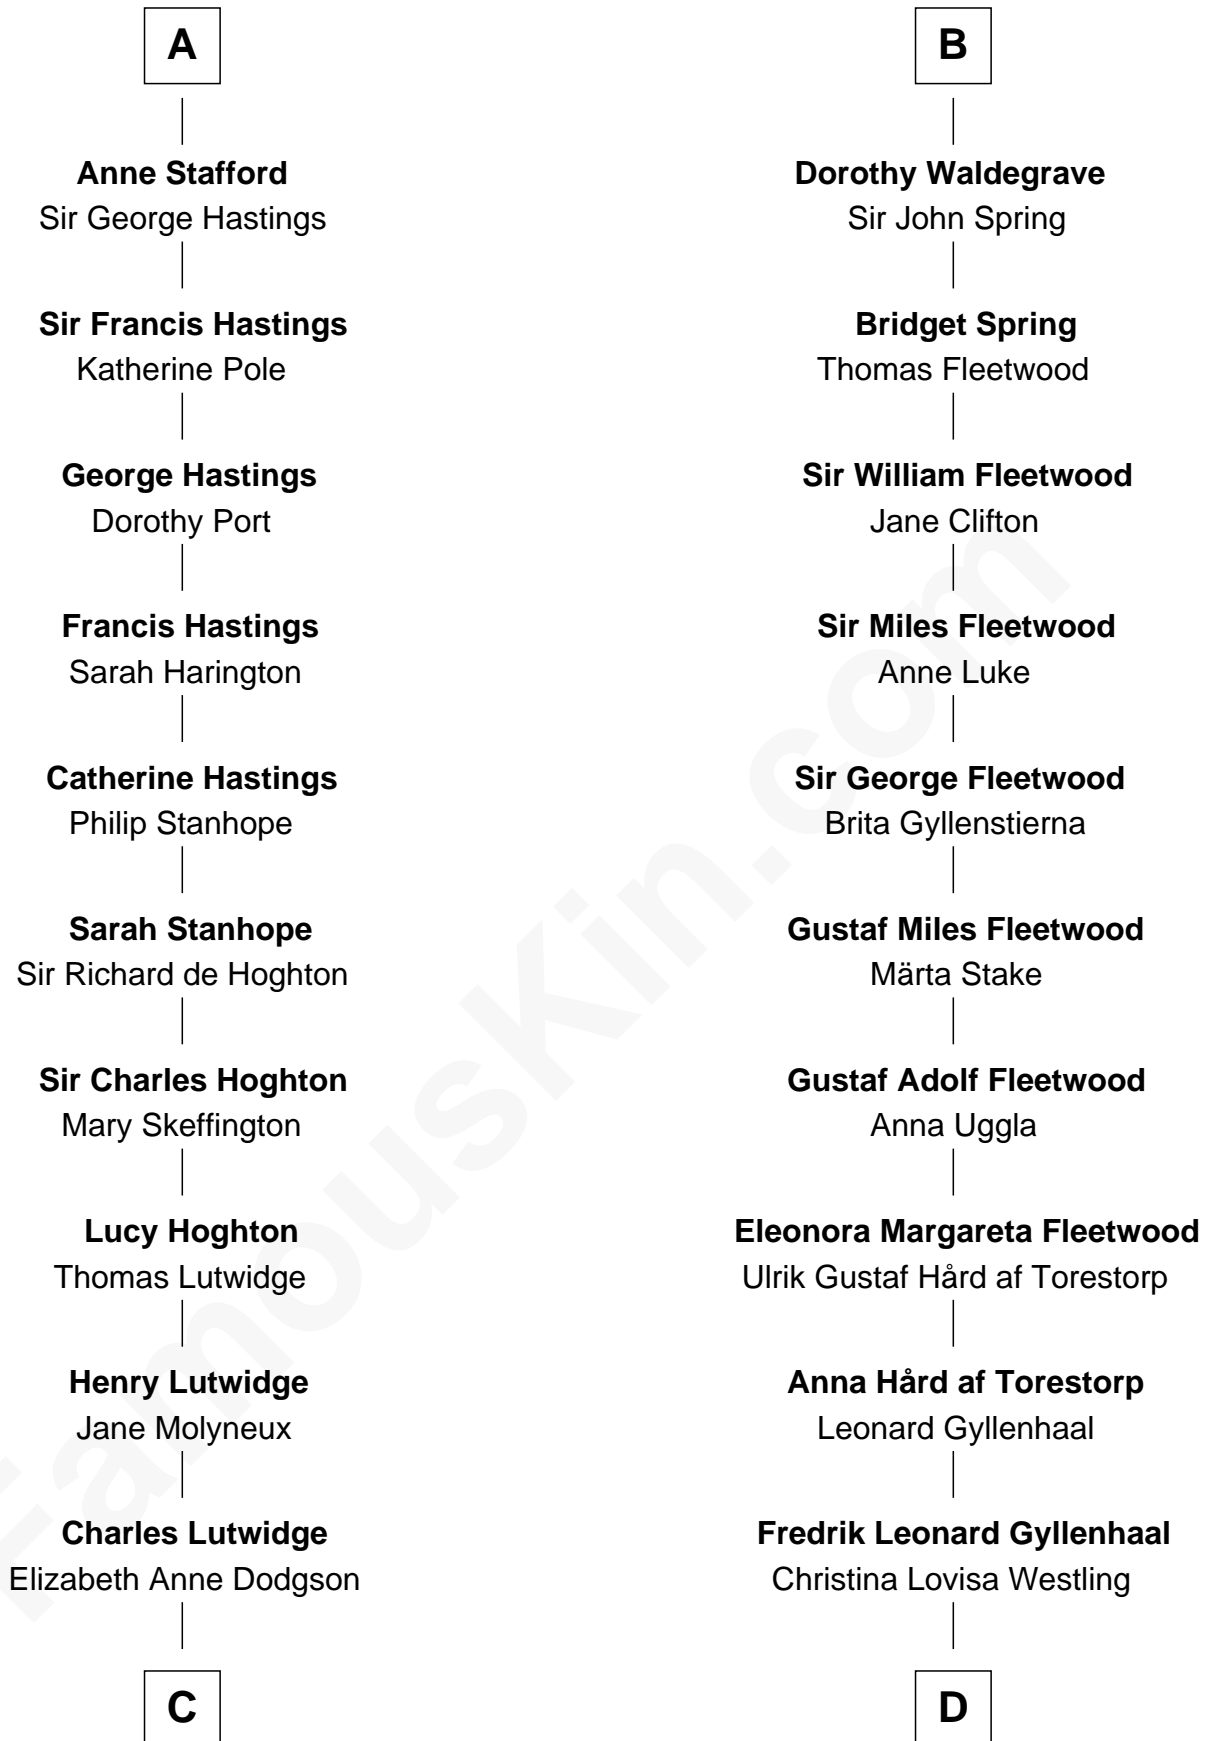 A
Anne Stafford
Sir George Hastings
Sir Francis Hastings
Katherine Pole
George Hastings
Dorothy Port
Francis Hastings
Sarah Harington
Catherine Hastings
Philip Stanhope
Sarah Stanhope
Sir Richard de Hoghton
Sir Charles Hoghton
Mary Skeffington
Lucy Hoghton
Thomas Lutwidge
Henry Lutwidge
Jane Molyneux
Charles Lutwidge
Elizabeth Anne Dodgson
C
B
Dorothy Waldegrave
Sir John Spring
Bridget Spring
Thomas Fleetwood
Sir William Fleetwood
Jane Clifton
Sir Miles Fleetwood
Anne Luke
Sir George Fleetwood
Brita Gyllenstierna
Gustaf Miles Fleetwood
Märta Stake
Gustaf Adolf Fleetwood
Anna Uggla
Eleonora Margareta Fleetwood
Ulrik Gustaf Hård af Torestorp
Anna Hård af Torestorp
Leonard Gyllenhaal
Fredrik Leonard Gyllenhaal
Christina Lovisa Westling
D
FamousKin.com